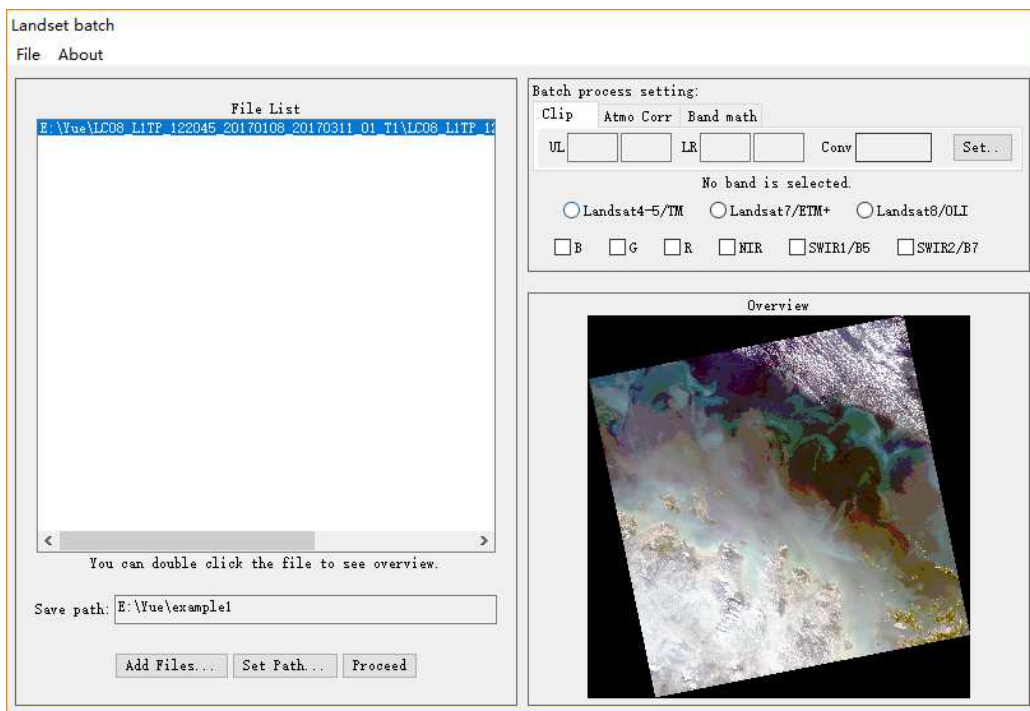 Landset batch
File About
File List
E:\Yue\LC08_L1TP_122045_20170108_20170311_01_T1\LC08_L1TP_12
You can double click the file to see overview.
Save path: E:\Yue\example1
Add Files... Set Path... Proceed
Batch process setting:
Clip Atmo Corr Band math
UL LR Conv Set..
No band is selected.
Landsat4-5/TM Landsat7/ETM+ Landsat8/OLI
B G R NIR SWIR1/B5 SWIR2/B7
Overview